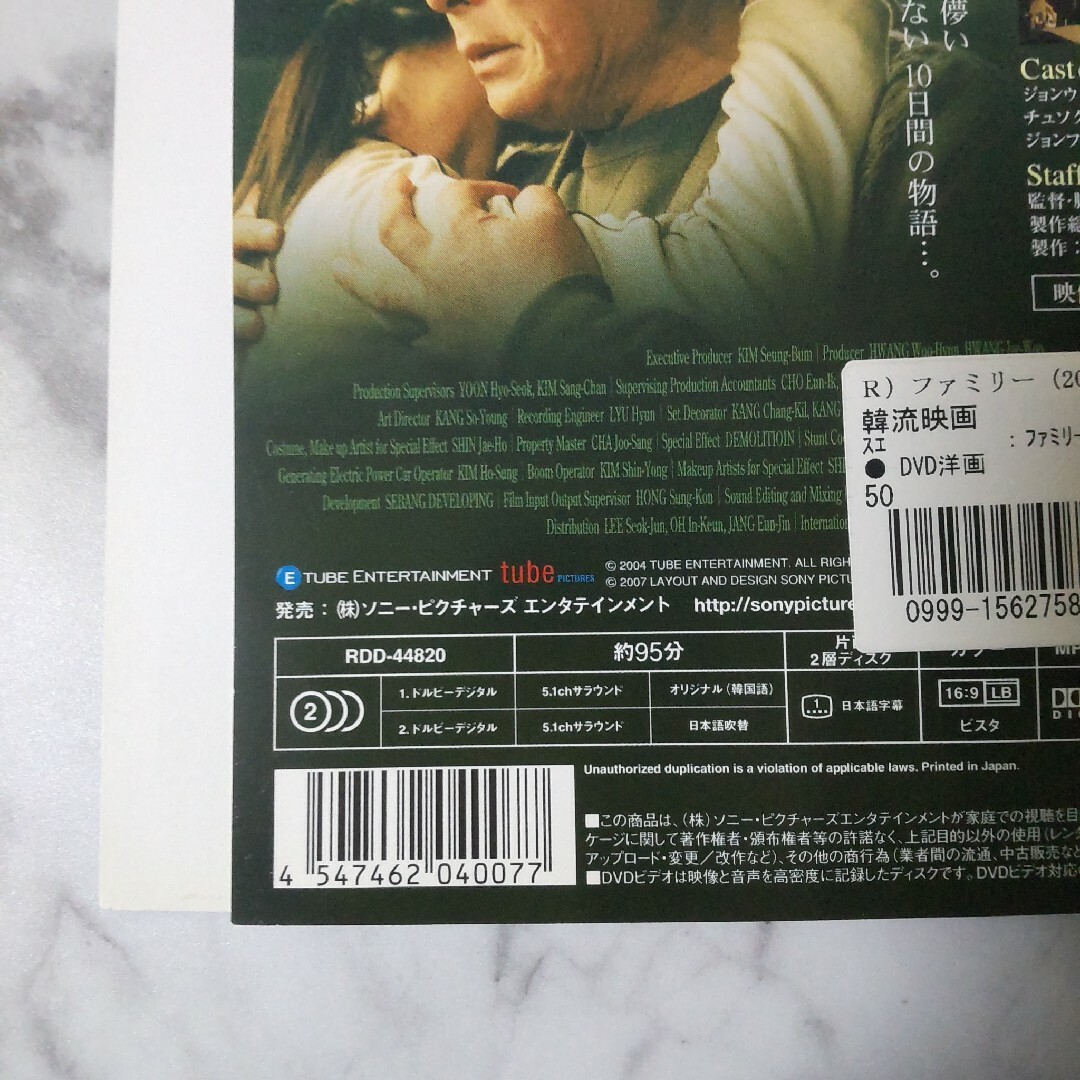 儚い
ない10日間の物語…。
Cast
ジョンウ
チュソク
ジョンフ
Staff
監督・
製作総
製作:
映像
Executive Producer KIM Seung-Bum | Producer HWANG Woo-Hyun, HWANG Jae-Woo
Production Supervisors YOON Hyo-Seok, KIM Sang-Chan | Supervising Production Accountants CHO Eun-Ik,
Art Director KANG So-Young | Recording Engineer LYU Hyun | Set Decorator KANG Chang-Kil, KANG
Costume, Make up Artist for Special Effect SHIN Jae-Ho | Property Master CHA Joo-Sang | Special Effect DEMOLITIOIN | Stunt Co
Generating Electric Power Car Operator KIM Ho-Sung | Boom Operator KIM Shin-Yong | Makeup Artists for Special Effect SHI
Development SEBANG DEVELOPING | Film Input Output Supervisor HONG Sung-Kon | Sound Editing and Mixing
Distribution LEE Seok-Jun, OH In-Keun, JANG Eun-Jin | Internation
R)ファミリー(20
韓流映画
スエ :ファミリー
● DVD洋画
50
0999-1562758
E TUBE ENTERTAINMENT tube PICTURES
© 2004 TUBE ENTERTAINMENT. ALL RIGH
© 2007 LAYOUT AND DESIGN SONY PICTU
発売:(株)ソニー・ピクチャーズ エンタテインメント http://sonypicture
RDD-44820 約95分 2層ディスク カラー MP
2 1.ドルビーデジタル 5.1chサラウンド オリジナル(韓国語)
2.ドルビーデジタル 5.1chサラウンド 日本語吹替
1 日本語字幕
16:9 LB
ビスタ
Unauthorized duplication is a violation of applicable laws. Printed in Japan.
■この商品は、(株)ソニー・ピクチャーズエンタテインメントが家庭での視聴を目
ケージに関して著作権者・頒布権者等の許諾なく、上記目的以外の使用(レンタ
アップロード・変更/改作など)、その他の商行為(業者間の流通、中古販売など
■DVDビデオは映像と音声を高密度に記録したディスクです。DVDビデオ対応の
4 547462 040077